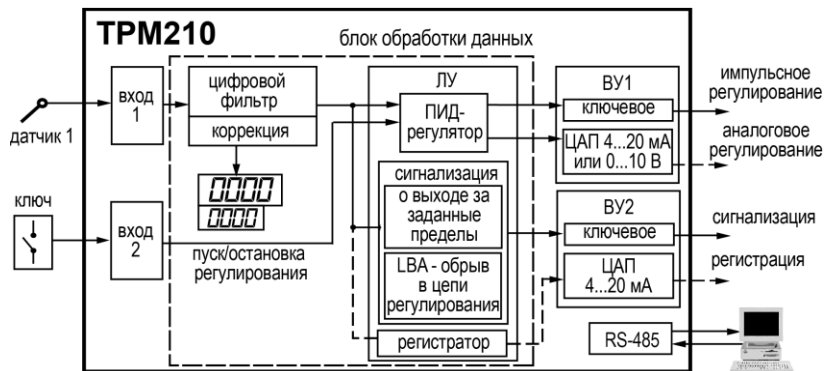 ТРМ210
блок обработки данных
датчик 1
ключ
вход
1
вход
2
цифровой
фильтр
коррекция
0000
0000
пуск/остановка
регулирования
ЛУ
ПИД-
регулятор
сигнализация
о выходе за
заданные
пределы
LBA - обрыв
в цепи
регулирования
регистратор
ВУ1
ключевое
ЦАП 4...20 мА
или 0...10 В
ВУ2
ключевое
ЦАП
4...20 мА
RS-485
импульсное
регулирование
аналоговое
регулирование
сигнализация
регистрация